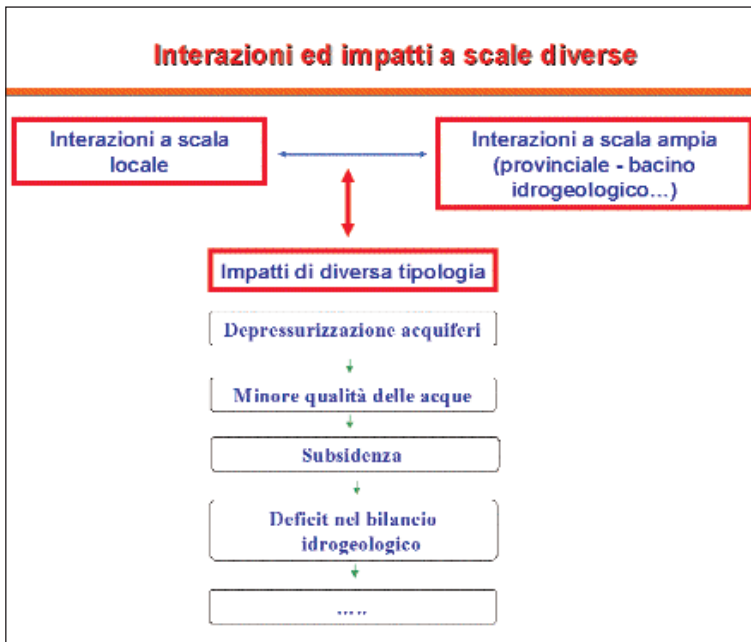 Interazioni ed impatti a scale diverse
Interazioni a scala
locale
Interazioni a scala ampia
(provinciale - bacino
idrogeologico...)
Impatti di diversa tipologia
Depressurizzazione acquiferi
Minore qualità delle acque
Subsidenza
Deficit nel bilancio
idrogeologico
.....